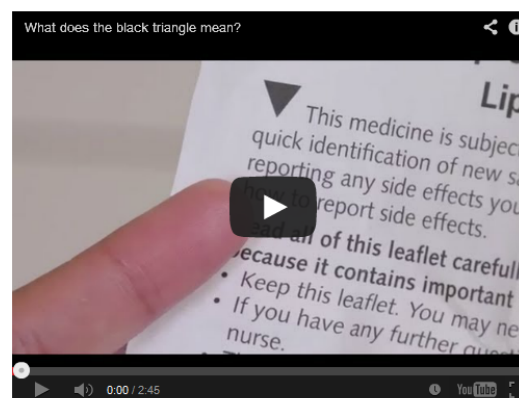 What does the black triangle mean?
Lip
This medicine is subjec
quick identification of new s
reporting any side effects you
how to report side effects.
ead all of this leaflet carefull
because it contains important
• Keep this leaflet. You may ne
• If you have any further quest
nurse.
0:00 / 2:45
YouTube